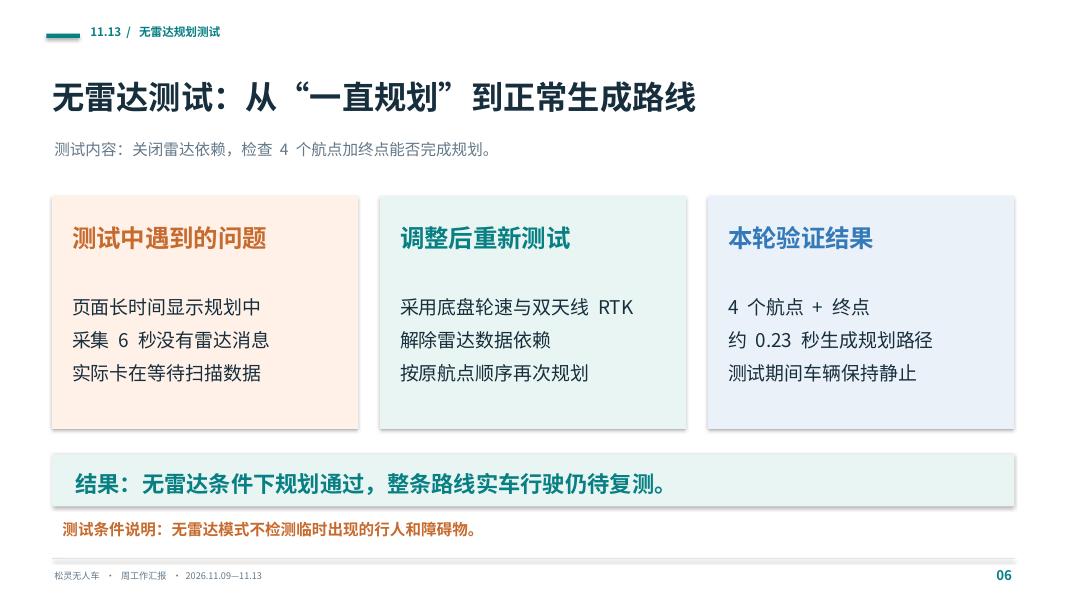 11.13 / 无雷达规划测试
无雷达测试：从“一直规划”到正常生成路线
测试内容：关闭雷达依赖，检查 4 个航点加终点能否完成规划。
测试中遇到的问题
页面长时间显示规划中
采集 6 秒没有雷达消息
实际卡在等待扫描数据
调整后重新测试
采用底盘轮速与双天线 RTK
解除雷达数据依赖
按原航点顺序再次规划
本轮验证结果
4 个航点 + 终点
约 0.23 秒生成规划路径
测试期间车辆保持静止
结果：无雷达条件下规划通过，整条路线实车行驶仍待复测。
测试条件说明：无雷达模式不检测临时出现的行人和障碍物。
松灵无人车 · 周工作汇报 · 2026.11.09—11.13
06